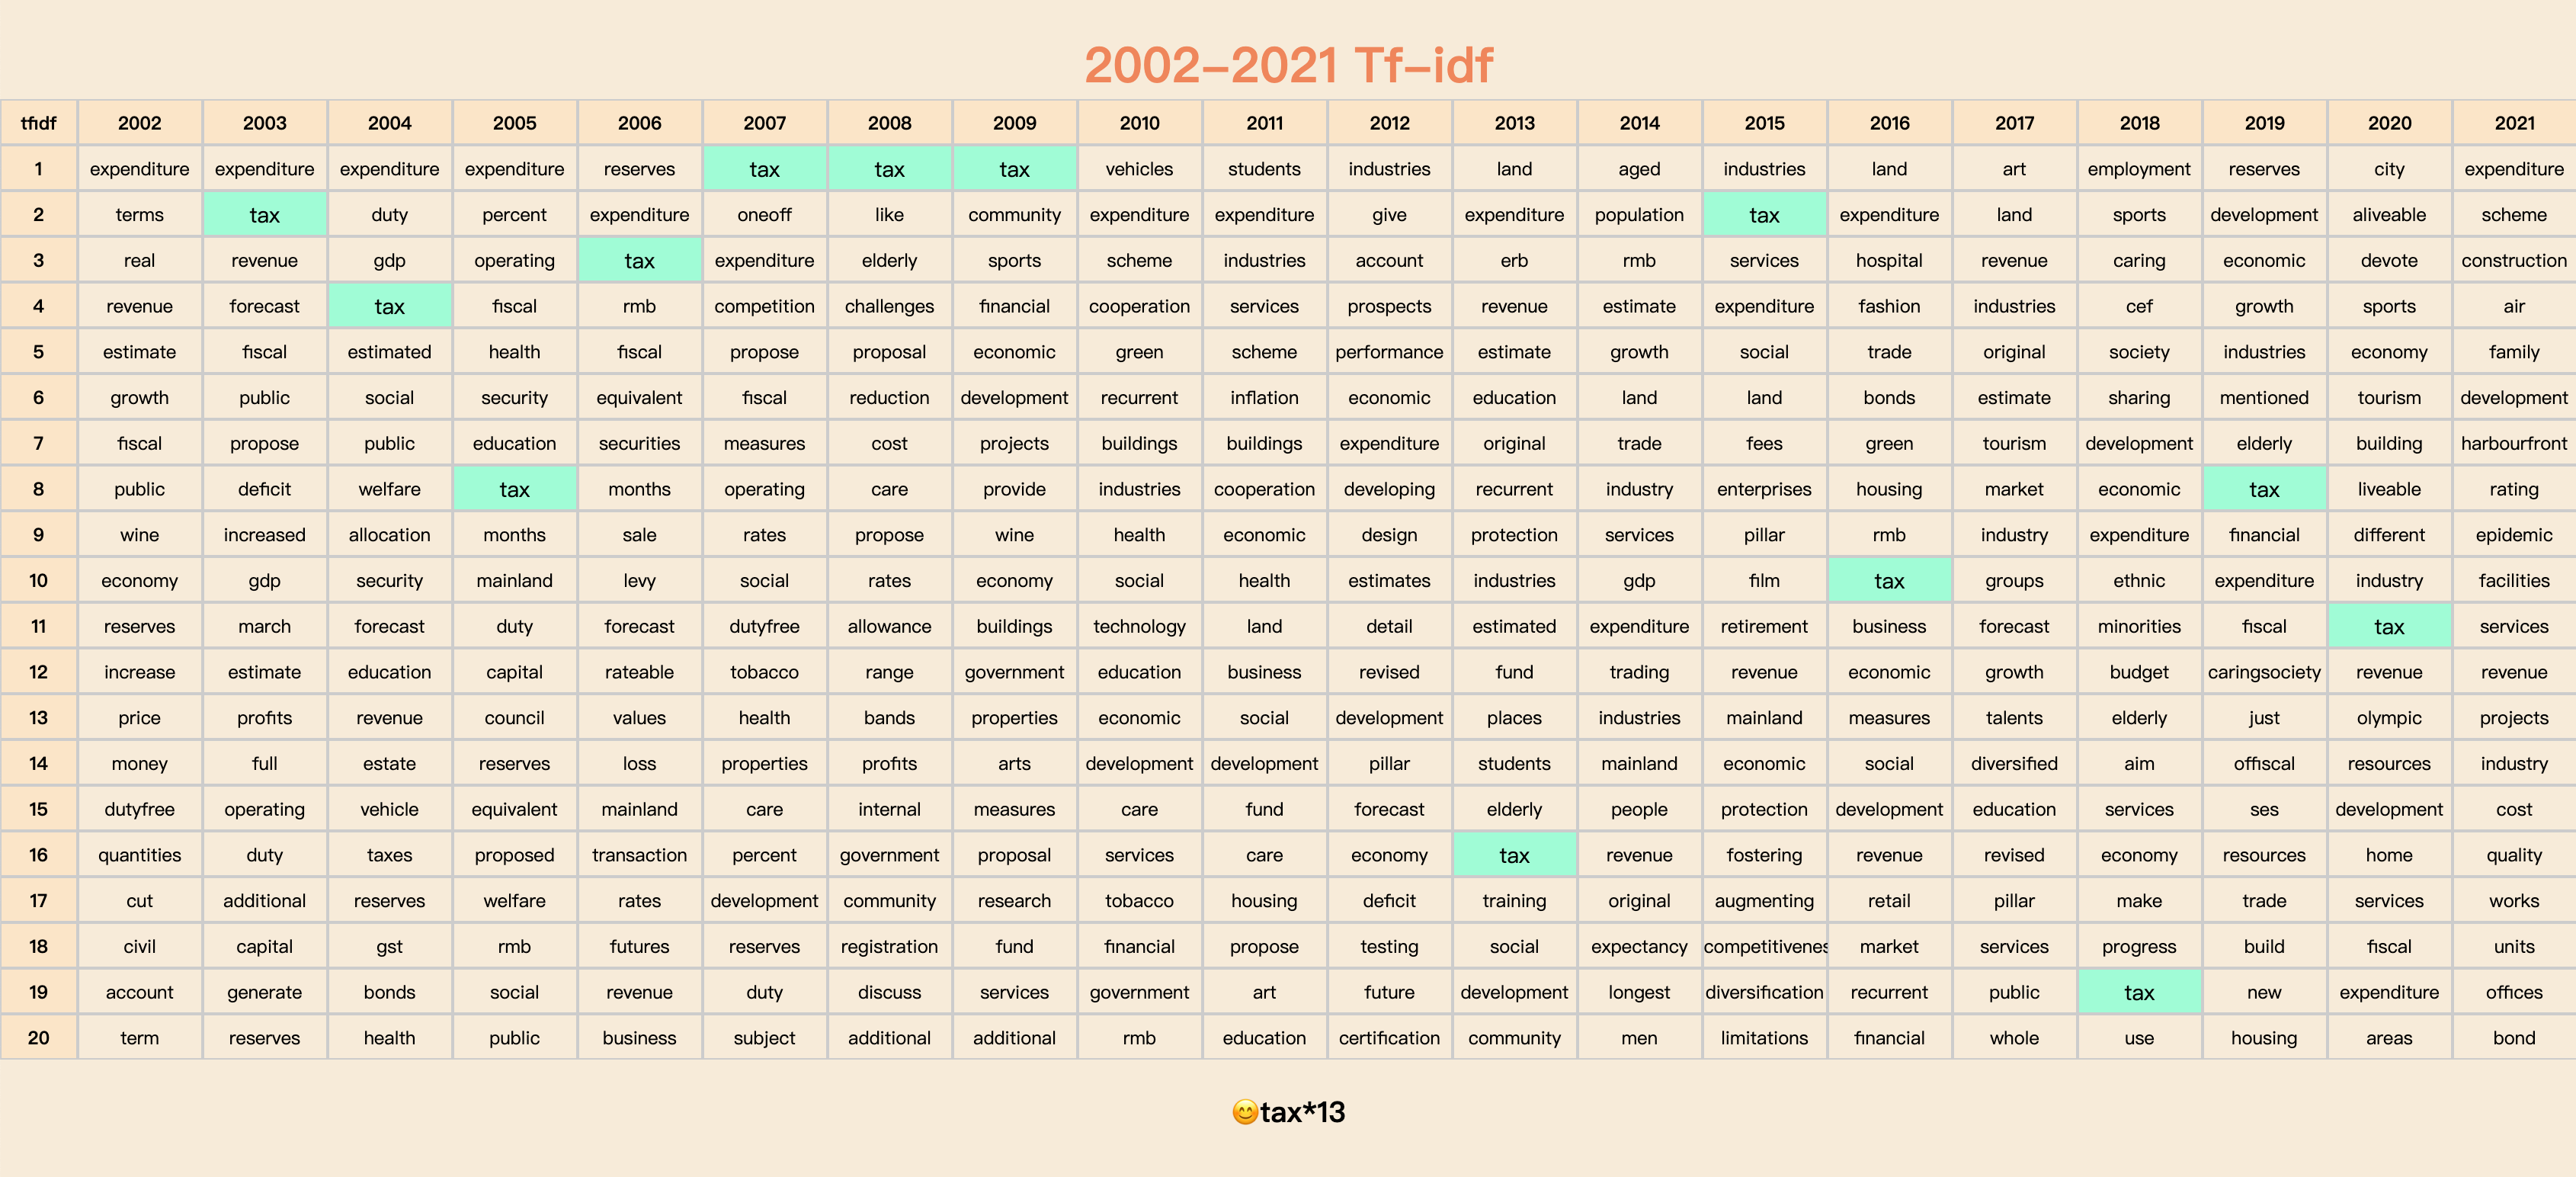 2002-2021 Tf-idf
tfidf 2002 2003 2004 2005 2006 2007 2008 2009 2010 2011 2012 2013 2014 2015 2016 2017 2018 2019 2020 2021
1 expenditure expenditure expenditure expenditure reserves tax tax tax vehicles students industries land aged industries land art employment reserves city expenditure
2 terms tax duty percent expenditure oneoff like community expenditure expenditure give expenditure population tax expenditure land sports development aliveable scheme
3 real revenue gdp operating tax expenditure elderly sports scheme industries account erb rmb services hospital revenue caring economic devote construction
4 revenue forecast tax fiscal rmb competition challenges financial cooperation services prospects revenue estimate expenditure fashion industries cef growth sports air
5 estimate fiscal estimated health fiscal propose proposal economic green scheme performance estimate growth social trade original society industries economy family
6 growth public social security equivalent fiscal reduction development recurrent inflation economic education land land bonds estimate sharing mentioned tourism development
7 fiscal propose public education securities measures cost projects buildings buildings expenditure original trade fees green tourism development elderly building harbourfront
8 public deficit welfare tax months operating care provide industries cooperation developing recurrent industry enterprises housing market economic tax liveable rating
9 wine increased allocation months sale rates propose wine health economic design protection services pillar rmb industry expenditure financial different epidemic
10 economy gdp security mainland levy social rates economy social health estimates industries gdp film tax groups ethnic expenditure industry facilities
11 reserves march forecast duty forecast dutyfree allowance buildings technology land detail estimated expenditure retirement business forecast minorities fiscal tax services
12 increase estimate education capital rateable tobacco range government education business revised fund trading revenue economic growth budget caringsociety revenue revenue
13 price profits revenue council values health bands properties economic social development places industries mainland measures talents elderly just olympic projects
14 money full estate reserves loss properties profits arts development development pillar students mainland economic social diversified aim offiscal resources industry
15 dutyfree operating vehicle equivalent mainland care internal measures care fund forecast elderly people protection development education services ses development cost
16 quantities duty taxes proposed transaction percent government proposal services care economy tax revenue fostering revenue revised economy resources home quality
17 cut additional reserves welfare rates development community research tobacco housing deficit training original augmenting retail pillar make trade services works
18 civil capital gst rmb futures reserves registration fund financial propose testing social expectancy competitivenes market services progress build fiscal units
19 account generate bonds social revenue duty discuss services government art future development longest diversification recurrent public tax new expenditure offices
20 term reserves health public business subject additional additional rmb education certification community men limitations financial whole use housing areas bond
😊tax*13